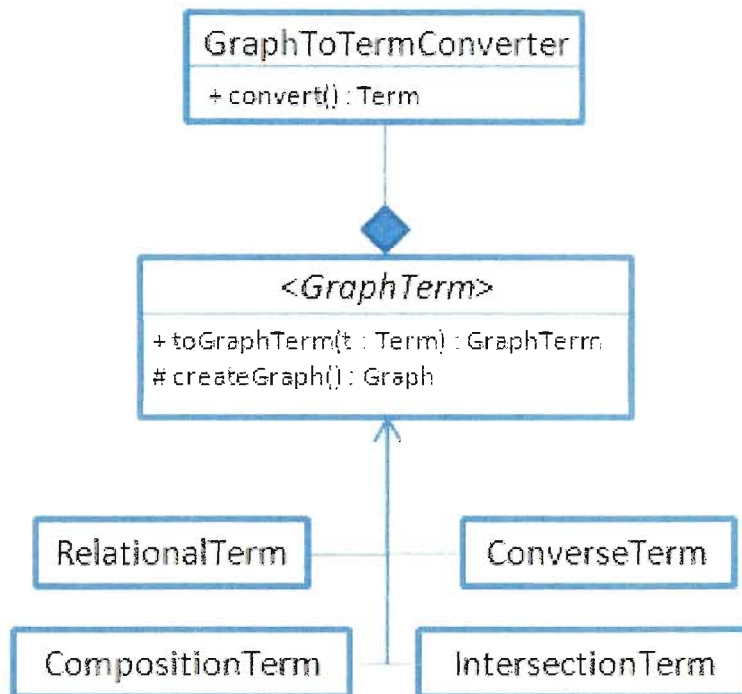 GraphToTermConverter
+ convert() : Term
<GraphTerm>
+ toGraphTerm(t : Term) : GraphTerm
# createGraph() : Graph
RelationalTerm
ConverseTerm
CompositionTerm
IntersectionTerm